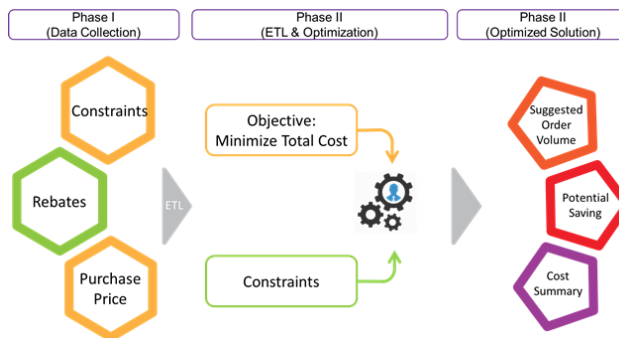 Phase I
(Data Collection)
Phase II
(ETL & Optimization)
Phase II
(Optimized Solution)
Constraints
Rebates
Purchase
Price
ETL
Objective:
Minimize Total Cost
Constraints
Suggested
Order
Volume
Potential
Saving
Cost
Summary